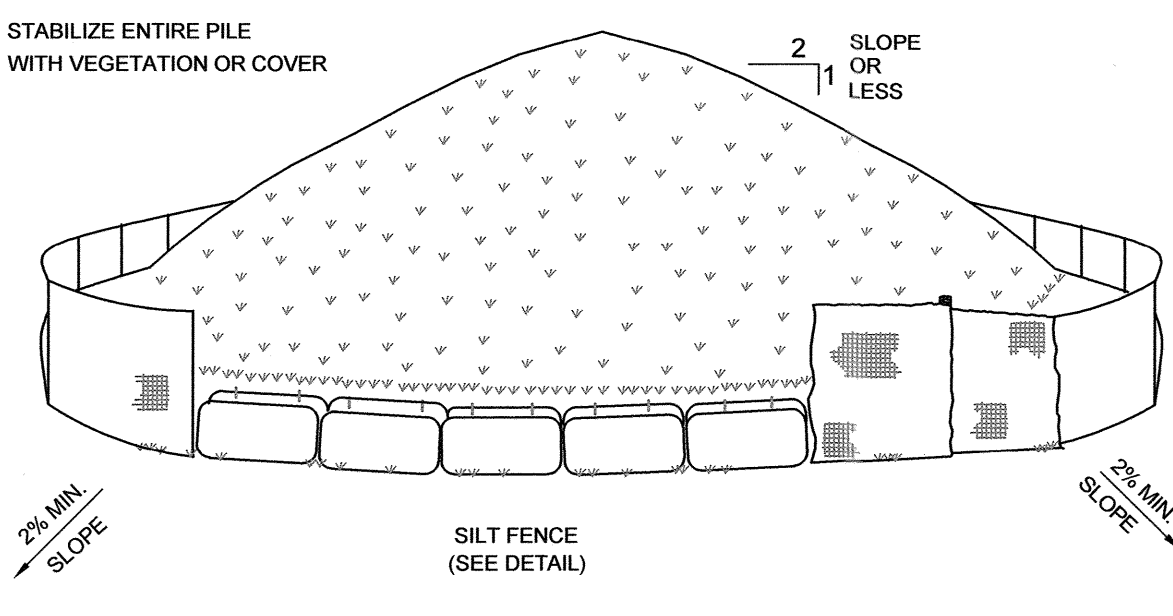 STABILIZE ENTIRE PILE
WITH VEGETATION OR COVER
2
1
SLOPE
OR
LESS
2% MIN.
SLOPE
2% MIN.
SLOPE
SILT FENCE
(SEE DETAIL)